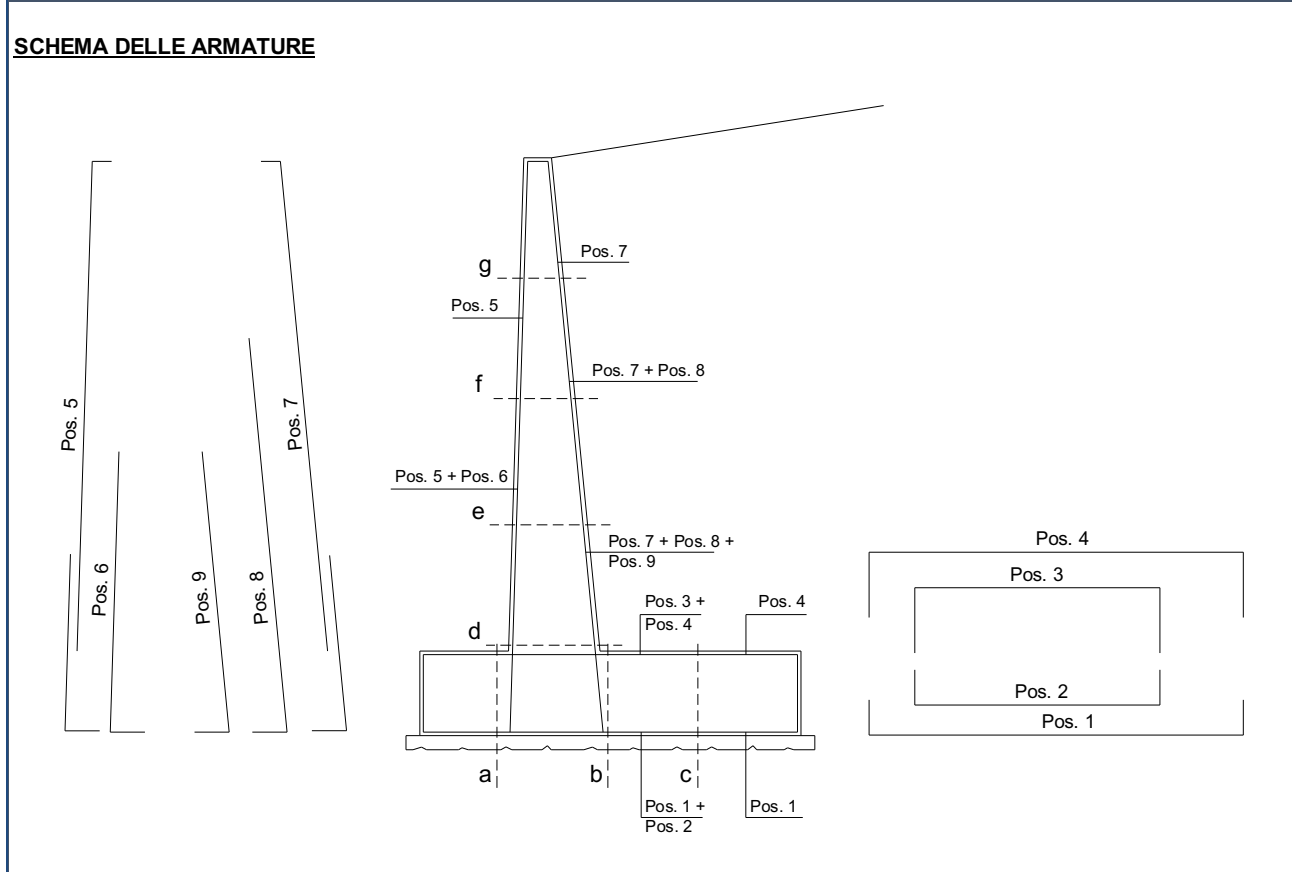 SCHEMA DELLE ARMATURE
Pos. 5
Pos. 6
Pos. 9
Pos. 8
Pos. 7
g
Pos. 7
Pos. 5
f
Pos. 7 + Pos. 8
Pos. 5 + Pos. 6
e
Pos. 7 + Pos. 8 +
Pos. 9
d
Pos. 3 +
Pos. 4
Pos. 4
a
b
c
Pos. 1 +
Pos. 2
Pos. 1
Pos. 4
Pos. 3
Pos. 2
Pos. 1